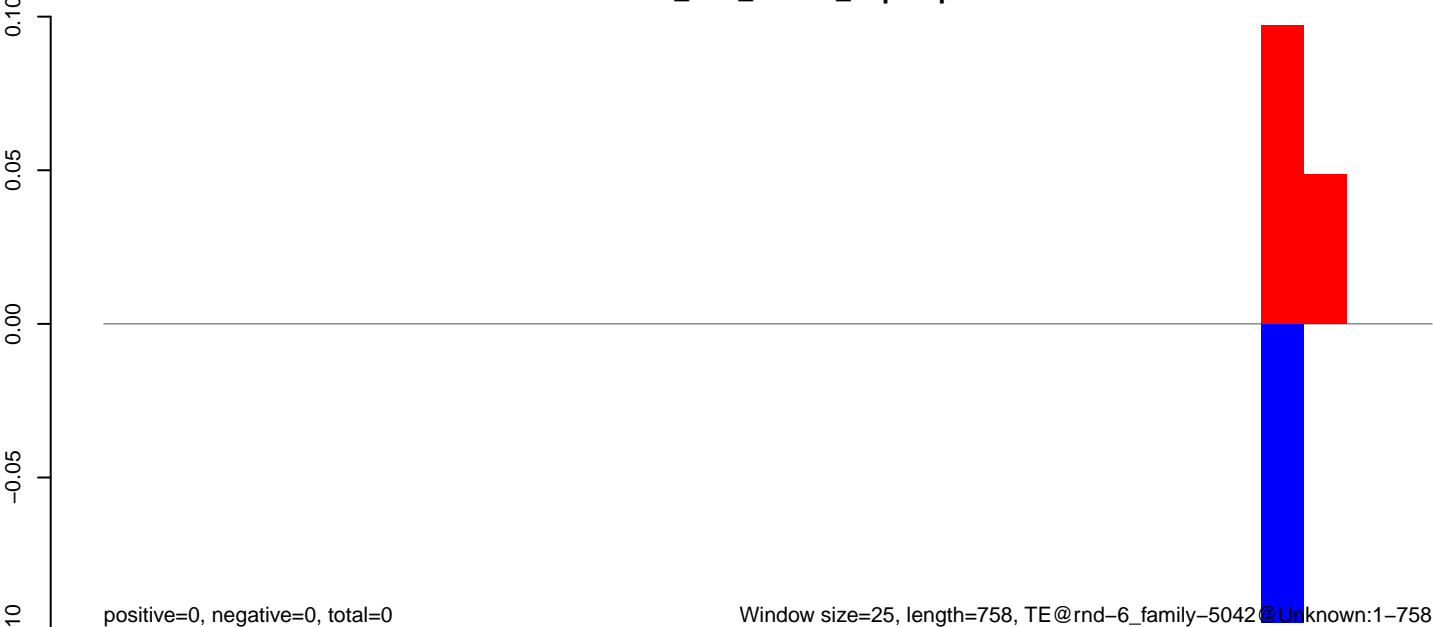 0.10
0.05
0.00
−0.05
10
positive=0, negative=0, total=0
Window size=25, length=758, TE@rnd−6_family−5042@Unknown:1−758